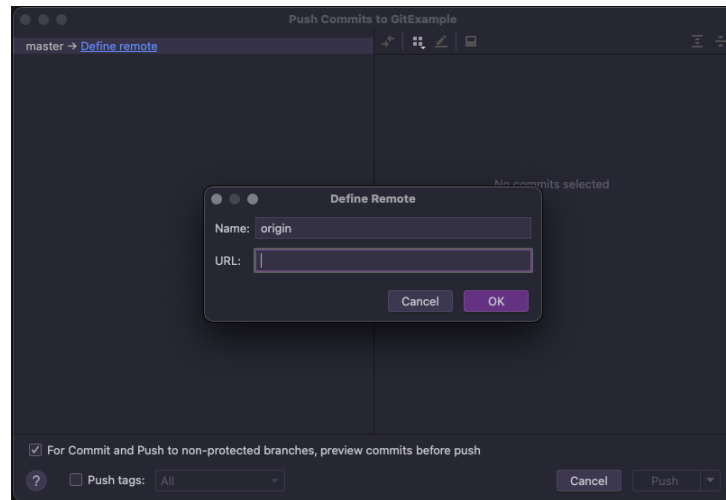 Push Commits to GitExample
master → Define remote
No commits selected
Define Remote
Name: origin
URL:
Cancel OK
For Commit and Push to non-protected branches, preview commits before push
? Push tags: All Cancel Push